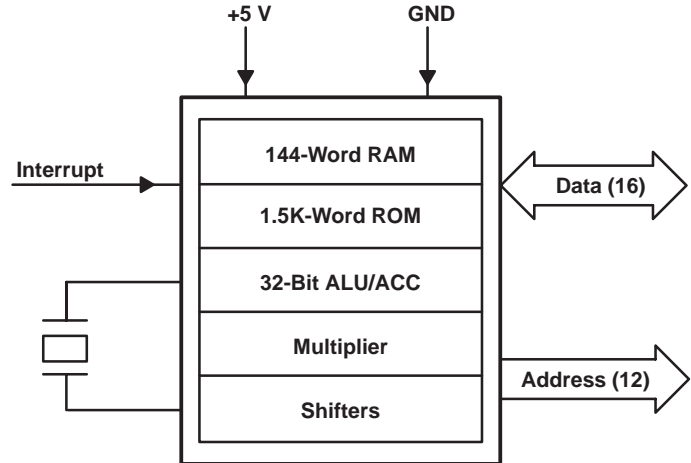 +5 V
GND
Interrupt
144-Word RAM
1.5K-Word ROM
32-Bit ALU/ACC
Multiplier
Shifters
Data (16)
Address (12)